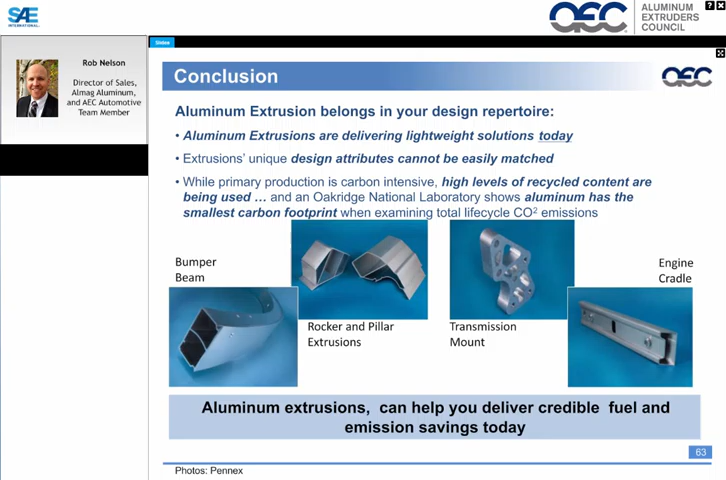 SAE
INTERNATIONAL
AEC
ALUMINUM
EXTRUDERS
COUNCIL
Rob Nelson
Director of Sales,
Almag Aluminum,
and AEC Automotive
Team Member
Slides
Conclusion
AEC
Aluminum Extrusion belongs in your design repertoire:
• Aluminum Extrusions are delivering lightweight solutions today
• Extrusions’ unique design attributes cannot be easily matched
• While primary production is carbon intensive, high levels of recycled content are
being used … and an Oakridge National Laboratory shows aluminum has the
smallest carbon footprint when examining total lifecycle CO² emissions
Bumper
Beam
Rocker and Pillar
Extrusions
Transmission
Mount
Engine
Cradle
Aluminum extrusions, can help you deliver credible fuel and
emission savings today
63
Photos: Pennex